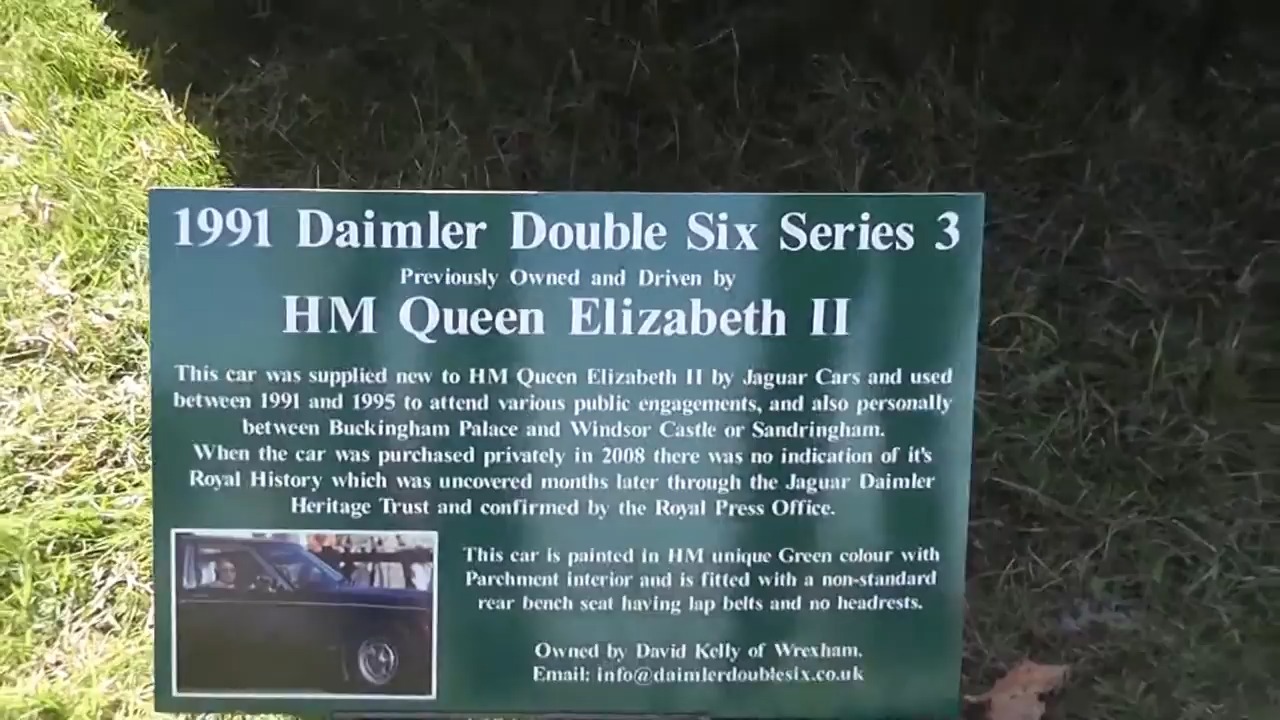 1991 Daimler Double Six Series 3
Previously Owned and Driven by
HM Queen Elizabeth II
This car was supplied new to HM Queen Elizabeth II by Jaguar Cars and used
between 1991 and 1995 to attend various public engagements, and also personally
between Buckingham Palace and Windsor Castle or Sandringham.
When the car was purchased privately in 2008 there was no indication of it's
Royal History which was uncovered months later through the Jaguar Daimler
Heritage Trust and confirmed by the Royal Press Office.
This car is painted in HM unique Green colour with
Parchment interior and is fitted with a non-standard
rear bench seat having lap belts and no headrests.
Owned by David Kelly of Wrexham.
Email: info@daimlerdoublesix.co.uk